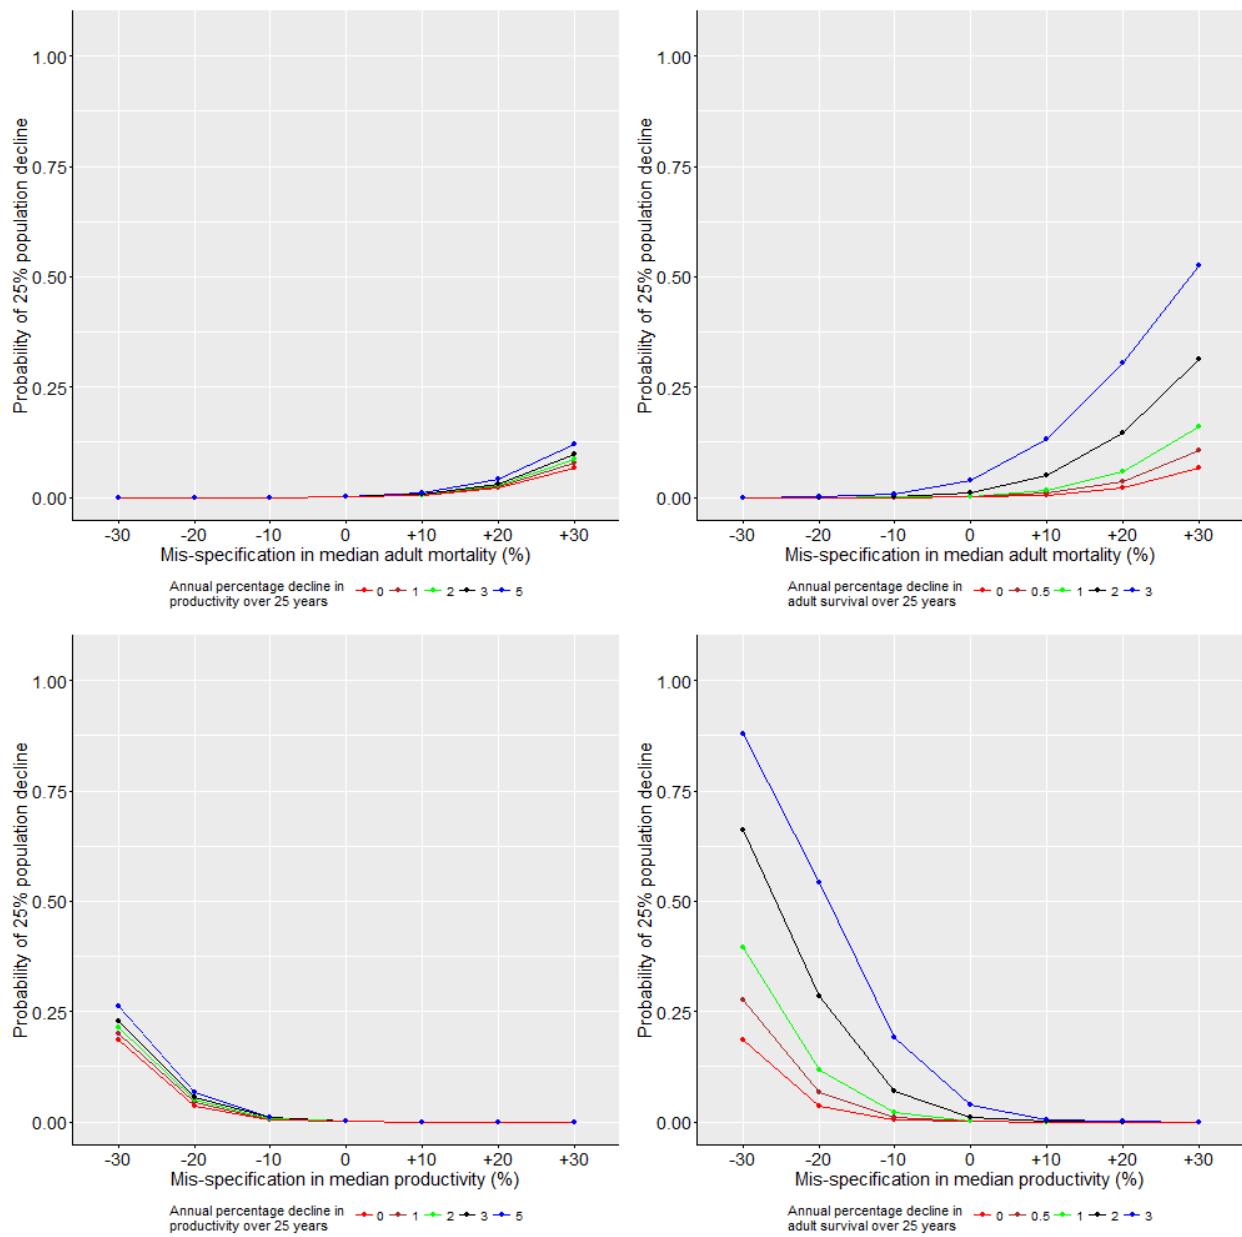 Probability of 25% population decline
1.00
0.75
0.50
0.25
0.00
-30 -20 -10 0 +10 +20 +30
Mis-specification in median adult mortality (%)
Annual percentage decline in
productivity over 25 years
0 1 2 3 5
Probability of 25% population decline
1.00
0.75
0.50
0.25
0.00
-30 -20 -10 0 +10 +20 +30
Mis-specification in median adult mortality (%)
Annual percentage decline in
adult survival over 25 years
0 0.5 1 2 3
Probability of 25% population decline
1.00
0.75
0.50
0.25
0.00
-30 -20 -10 0 +10 +20 +30
Mis-specification in median productivity (%)
Annual percentage decline in
productivity over 25 years
0 1 2 3 5
Probability of 25% population decline
1.00
0.75
0.50
0.25
0.00
-30 -20 -10 0 +10 +20 +30
Mis-specification in median productivity (%)
Annual percentage decline in
adult survival over 25 years
0 0.5 1 2 3